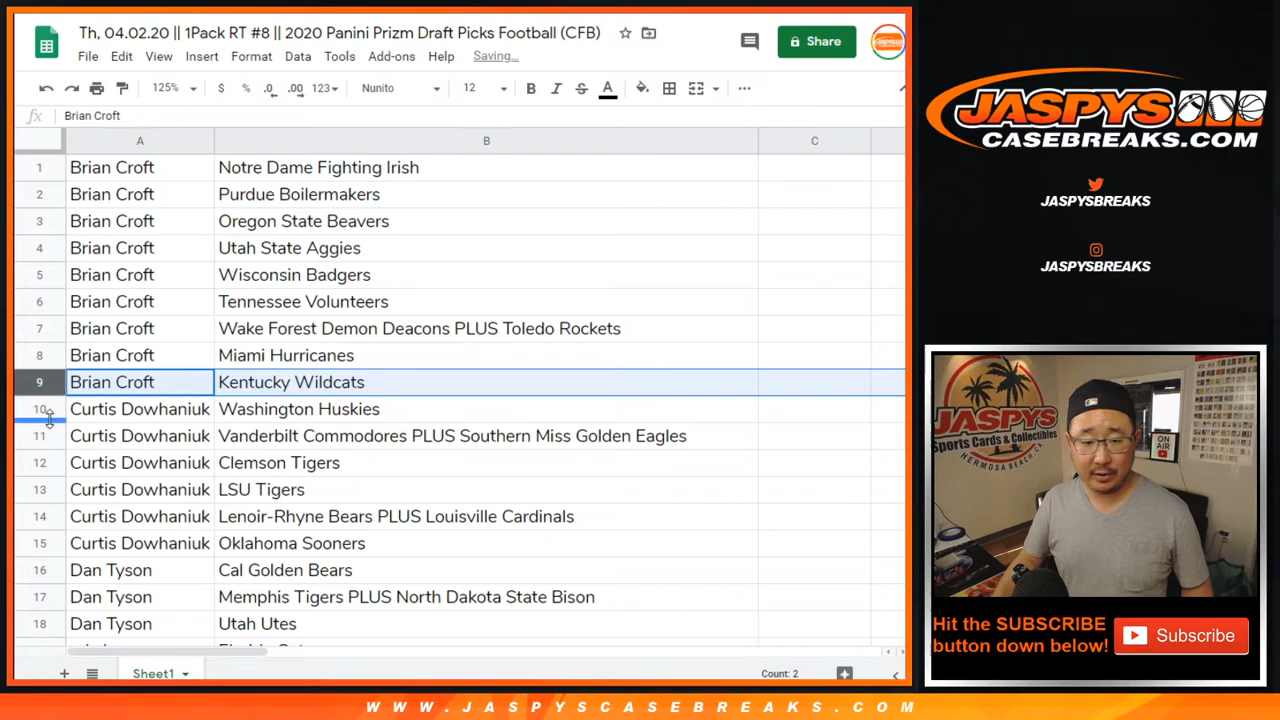 Th, 04.02.20 || 1Pack RT #8 || 2020 Panini Prizm Draft Picks Football (CFB)
File Edit View Insert Format Data Tools Add-ons Help Saving...
Share
125% $ % .0 .00 123 Nunito 12 B I S A
fx Brian Croft
A B C
1 Brian Croft Notre Dame Fighting Irish
2 Brian Croft Purdue Boilermakers
3 Brian Croft Oregon State Beavers
4 Brian Croft Utah State Aggies
5 Brian Croft Wisconsin Badgers
6 Brian Croft Tennessee Volunteers
7 Brian Croft Wake Forest Demon Deacons PLUS Toledo Rockets
8 Brian Croft Miami Hurricanes
9 Brian Croft Kentucky Wildcats
10 Curtis Dowhaniuk Washington Huskies
11 Curtis Dowhaniuk Vanderbilt Commodores PLUS Southern Miss Golden Eagles
12 Curtis Dowhaniuk Clemson Tigers
13 Curtis Dowhaniuk LSU Tigers
14 Curtis Dowhaniuk Lenoir-Rhyne Bears PLUS Louisville Cardinals
15 Curtis Dowhaniuk Oklahoma Sooners
16 Dan Tyson Cal Golden Bears
17 Dan Tyson Memphis Tigers PLUS North Dakota State Bison
18 Dan Tyson Utah Utes
Sheet1
Count: 2
JASPYS
CASEBREAKS.COM
JASPYSBREAKS
JASPYSBREAKS
JASPYS
Sports Cards & Collectibles
HERMOSA BEACH, CA
ON AIR
Hit the SUBSCRIBE
button down below!
Subscribe
WWW.JASPYSCASEBREAKS.COM